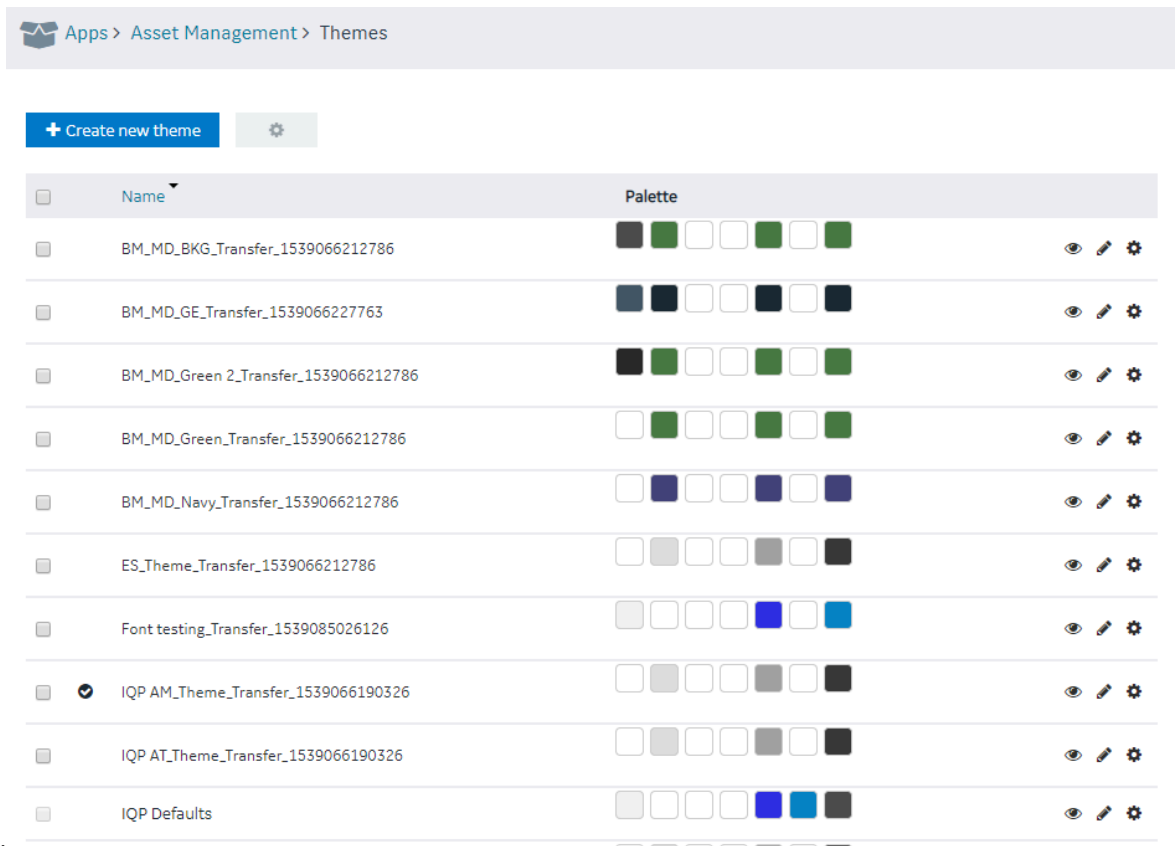 Apps > Asset Management > Themes
+ Create new theme
Name Palette
BM_MD_BKG_Transfer_1539066212786
BM_MD_GE_Transfer_1539066227763
BM_MD_Green 2_Transfer_1539066212786
BM_MD_Green_Transfer_1539066212786
BM_MD_Navy_Transfer_1539066212786
ES_Theme_Transfer_1539066212786
Font testing_Transfer_1539085026126
IQP AM_Theme_Transfer_1539066190326
IQP AT_Theme_Transfer_1539066190326
IQP Defaults